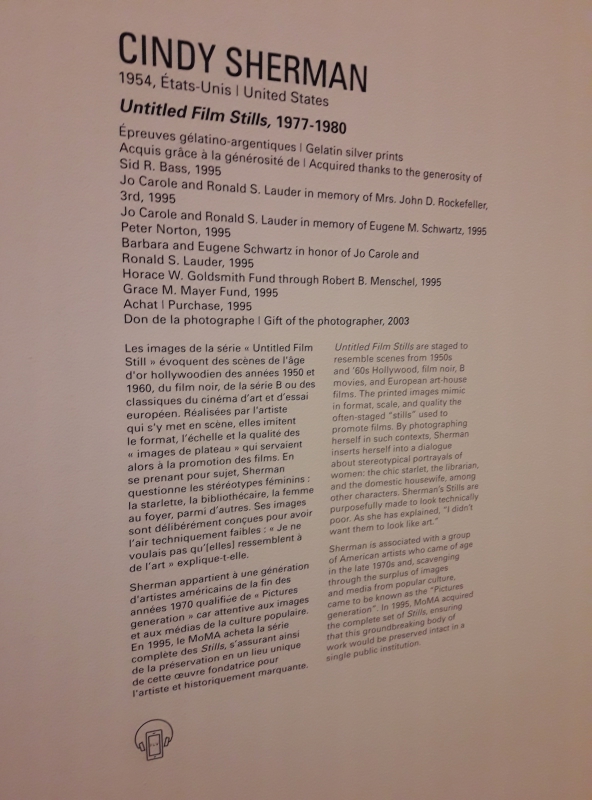 CINDY SHERMAN
1954, États-Unis | United States
Untitled Film Stills, 1977-1980
Épreuves gélatino-argentiques | Gelatin silver prints
Acquis grâce à la générosité de | Acquired thanks to the generosity of
Sid R. Bass, 1995
Jo Carole and Ronald S. Lauder in memory of Mrs. John D. Rockefeller,
3rd, 1995
Jo Carole and Ronald S. Lauder in memory of Eugene M. Schwartz, 1995
Peter Norton, 1995
Barbara and Eugene Schwartz in honor of Jo Carole and
Ronald S. Lauder, 1995
Horace W. Goldsmith Fund through Robert B. Menschel, 1995
Grace M. Mayer Fund, 1995
Achat | Purchase, 1995
Don de la photographe | Gift of the photographer, 2003
Les images de la série « Untitled Film
Still » évoquent des scènes de l'âge
d'or hollywoodien des années 1950 et
1960, du film noir, de la série B ou des
classiques du cinéma d'art et d'essai
européen. Réalisées par l'artiste
qui s'y met en scène, elles imitent
le format, l'échelle et la qualité des
« images de plateau » qui servaient
alors à la promotion des films. En
se prenant pour sujet, Sherman
questionne les stéréotypes féminins :
la starlette, la bibliothécaire, la femme
au foyer, parmi d'autres. Ses images
sont délibérément conçues pour avoir
l'air techniquement faibles : « Je ne
voulais pas qu'[elles] ressemblent à
de l'art » explique-t-elle.
Sherman appartient à une génération
d'artistes américains de la fin des
années 1970 qualifiée de « Pictures
generation » car attentive aux images
et aux médias de la culture populaire.
En 1995, le MoMA acheta la série
complète des Stills, s'assurant ainsi
de la préservation en un lieu unique
de cette œuvre fondatrice pour
l'artiste et historiquement marquante.
Untitled Film Stills are staged to
resemble scenes from 1950s
and '60s Hollywood, film noir, B
movies, and European art-house
films. The printed images mimic
in format, scale, and quality the
often-staged “stills” used to
promote films. By photographing
herself in such contexts, Sherman
inserts herself into a dialogue
about stereotypical portrayals of
women: the chic starlet, the librarian,
and the domestic housewife, among
other characters. Sherman's Stills are
purposefully made to look technically
poor. As she has explained, “I didn't
want them to look like art.”
Sherman is associated with a group
of American artists who came of age
in the late 1970s and, scavenging
through the surplus of images
and media from popular culture,
came to be known as the “Pictures
generation”. In 1995, MoMA acquired
the complete set of Stills, ensuring
that this groundbreaking body of
work would be preserved intact in a
single public institution.